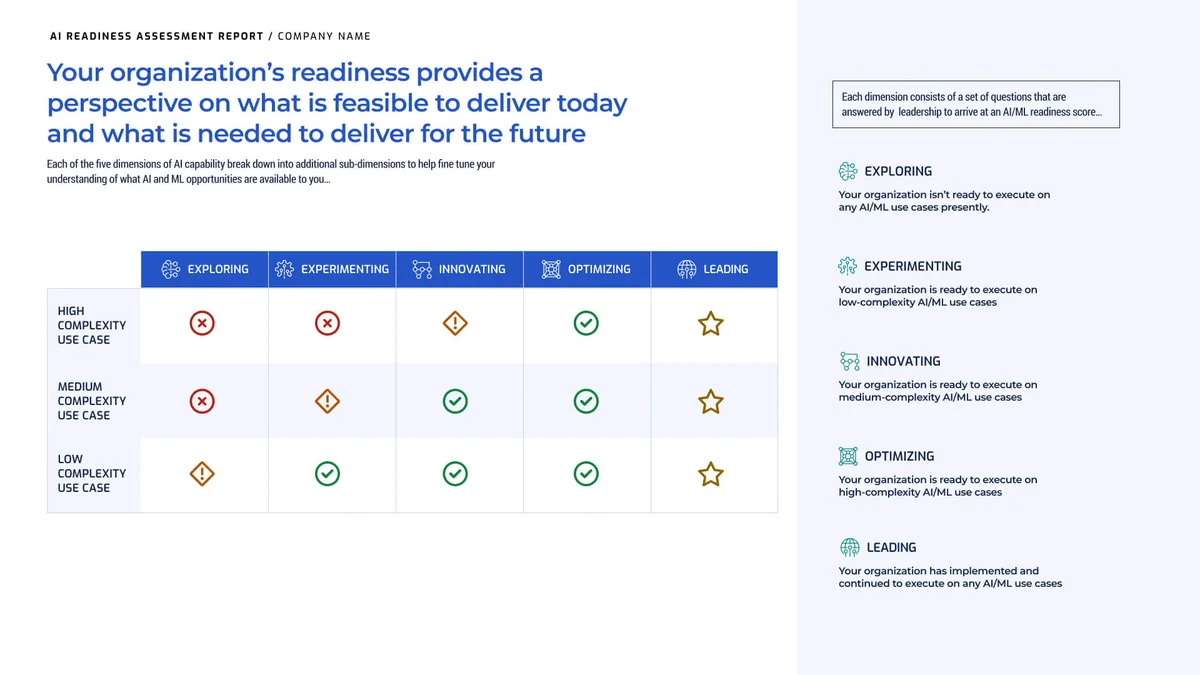 AI READINESS ASSESSMENT REPORT / COMPANY NAME
Your organization’s readiness provides a
perspective on what is feasible to deliver today
and what is needed to deliver for the future
Each of the five dimensions of AI capability break down into additional sub-dimensions to help fine tune your
understanding of what AI and ML opportunities are available to you...
EXPLORING
EXPERIMENTING
INNOVATING
OPTIMIZING
LEADING
HIGH
COMPLEXITY
USE CASE
MEDIUM
COMPLEXITY
USE CASE
LOW
COMPLEXITY
USE CASE
Each dimension consists of a set of questions that are
answered by leadership to arrive at an AI/ML readiness score...
EXPLORING
Your organization isn’t ready to execute on
any AI/ML use cases presently.
EXPERIMENTING
Your organization is ready to execute on
low-complexity AI/ML use cases
INNOVATING
Your organization is ready to execute on
medium-complexity AI/ML use cases
OPTIMIZING
Your organization is ready to execute on
high-complexity AI/ML use cases
LEADING
Your organization has implemented and
continued to execute on any AI/ML use cases